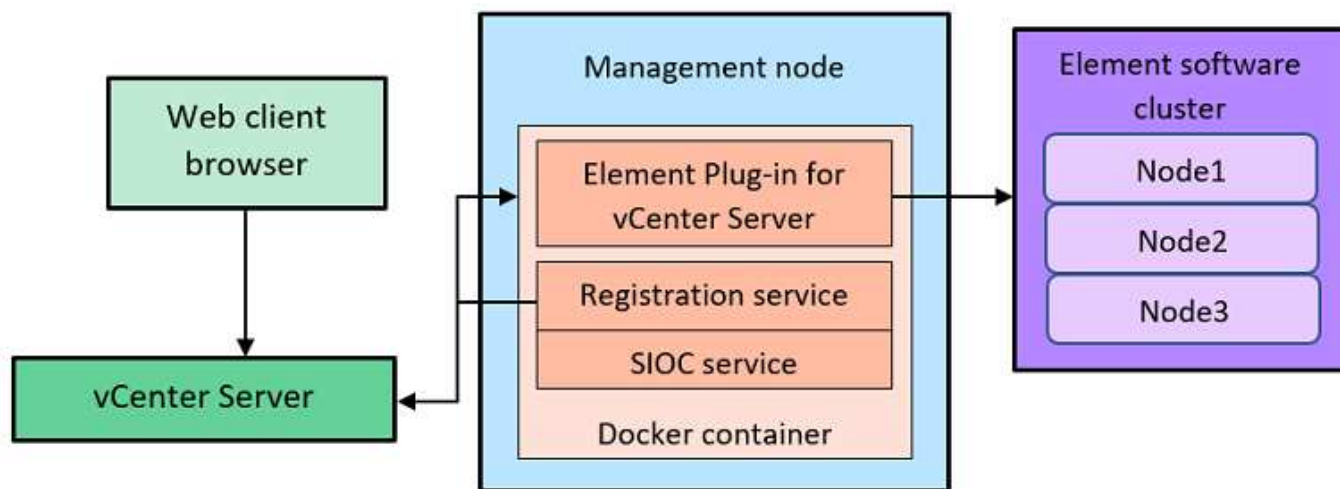 Web client
browser
vCenter Server
Management node
Element Plug-in for
vCenter Server
Registration service
SIOC service
Docker container
Element software
cluster
Node1
Node2
Node3